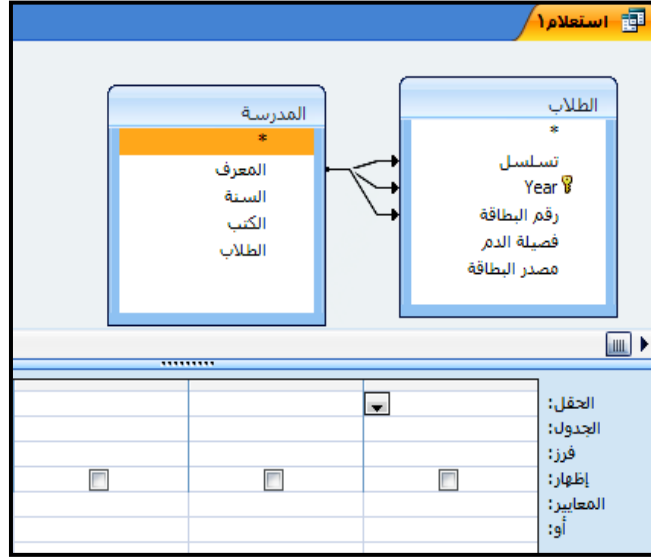 استعلام١
الطلاب
*
تسلسل
Year
رقم البطاقة
فصيلة الدم
مصدر البطاقة
المدرسة
*
المعرف
السنة
الكتب
الطلاب
الحقل:
الجدول:
فرز:
إظهار:
المعايير:
أو: